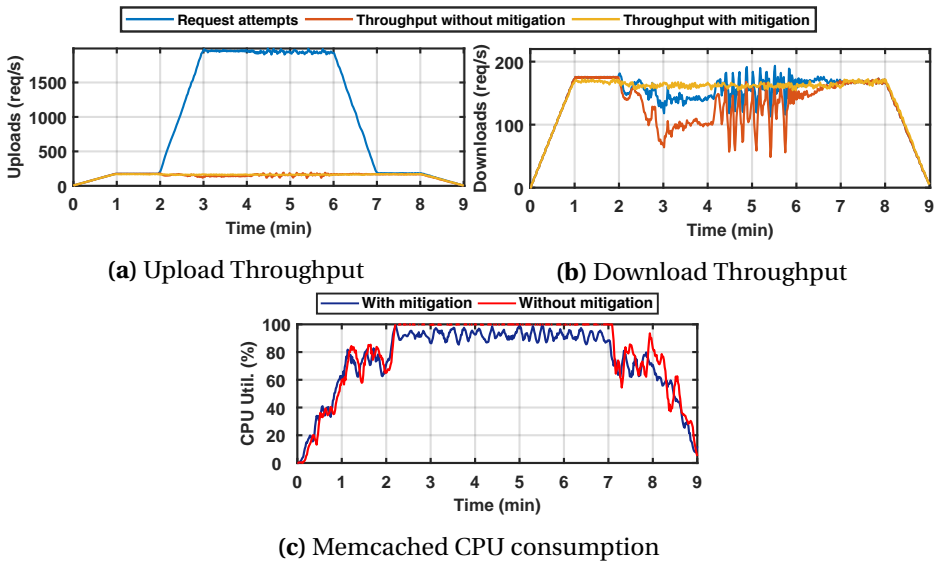 Request attempts Throughput without mitigation Throughput with mitigation
Uploads (req/s)
1500
1000
500
0
0 1 2 3 4 5 6 7 8 9
Time (min)
(a) Upload Throughput
Downloads (req/s)
200
100
0
0 1 2 3 4 5 6 7 8 9
Time (min)
(b) Download Throughput
With mitigation Without mitigation
CPU Util. (%)
100
80
60
40
20
0
0 1 2 3 4 5 6 7 8 9
Time (min)
(c) Memcached CPU consumption